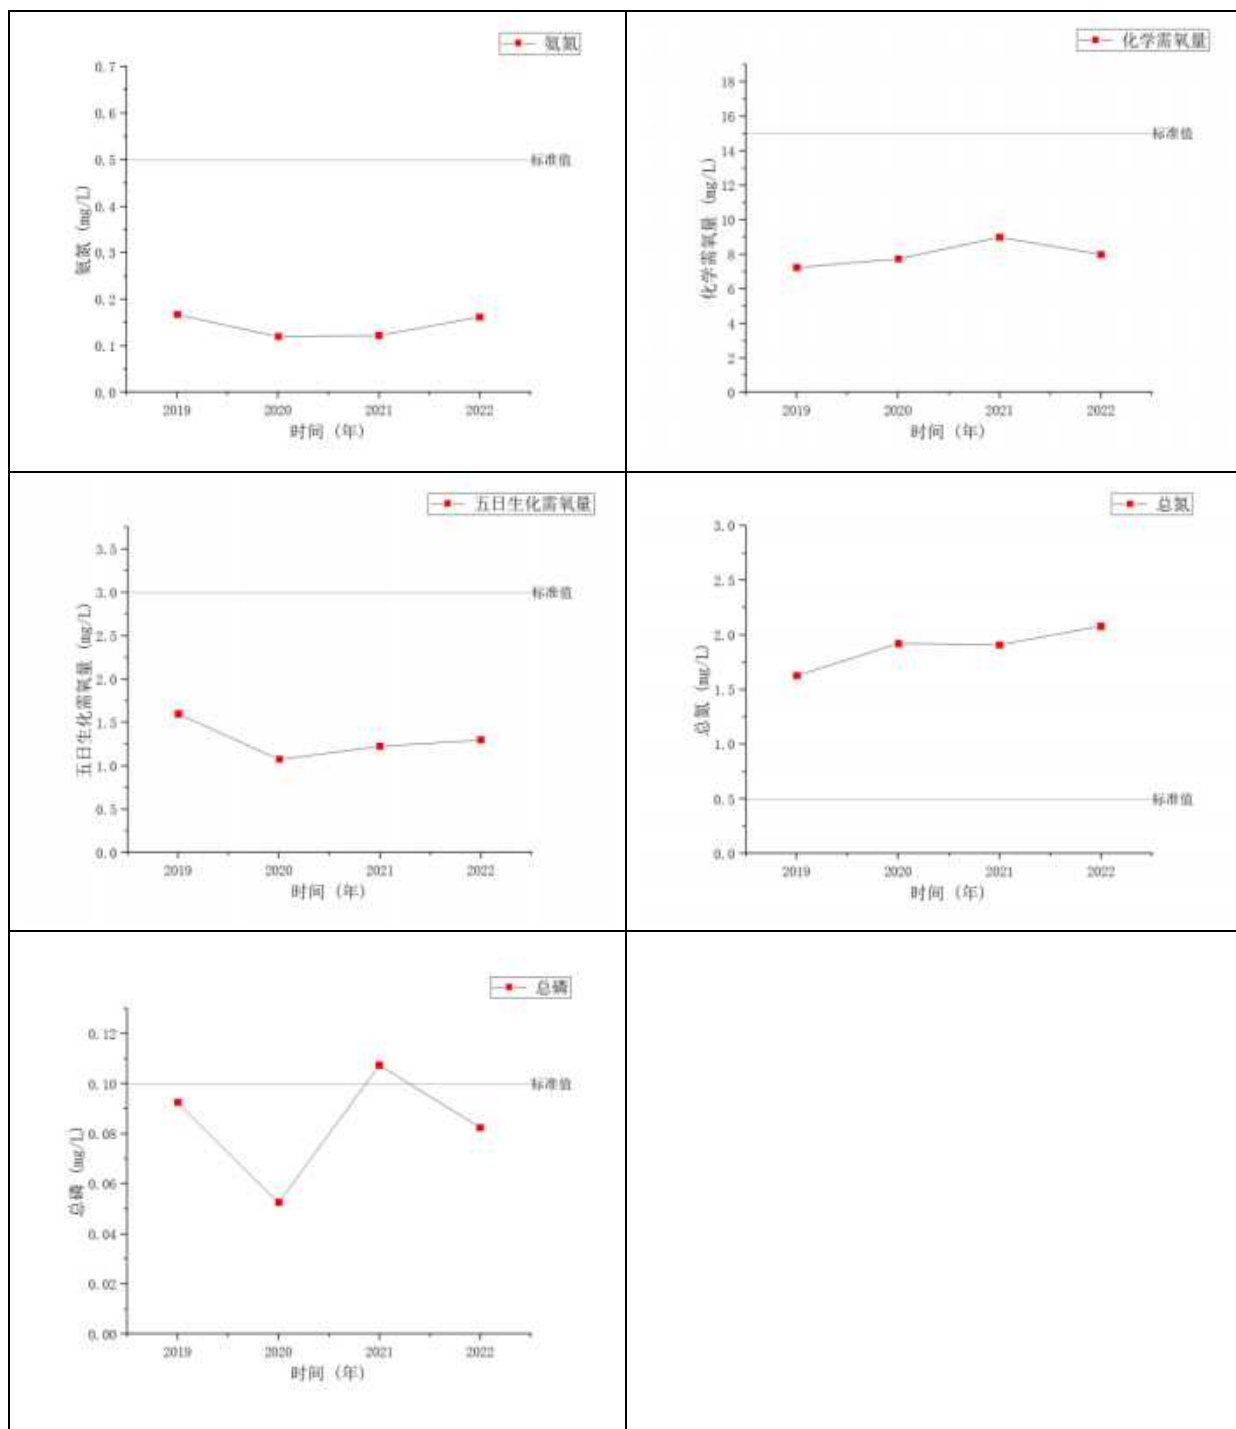 氨氮
0.7
0.6
0.5
标准值
0.4
0.3
0.2
0.1
0.0
氨氮 (mg/L)
2019 2020 2021 2022
时间 (年)
化学需氧量
18
16
标准值
14
12
10
8
6
4
2
0
化学需氧量 (mg/L)
2019 2020 2021 2022
时间 (年)
五日生化需氧量
3.5
3.0
标准值
2.5
2.0
1.5
1.0
0.5
0.0
五日生化需氧量 (mg/L)
2019 2020 2021 2022
时间 (年)
总氮
3.0
2.5
2.0
1.5
1.0
0.5
标准值
0.0
总氮 (mg/L)
2019 2020 2021 2022
时间 (年)
总磷
0.12
0.10
标准值
0.08
0.06
0.04
0.02
0.00
总磷 (mg/L)
2019 2020 2021 2022
时间 (年)